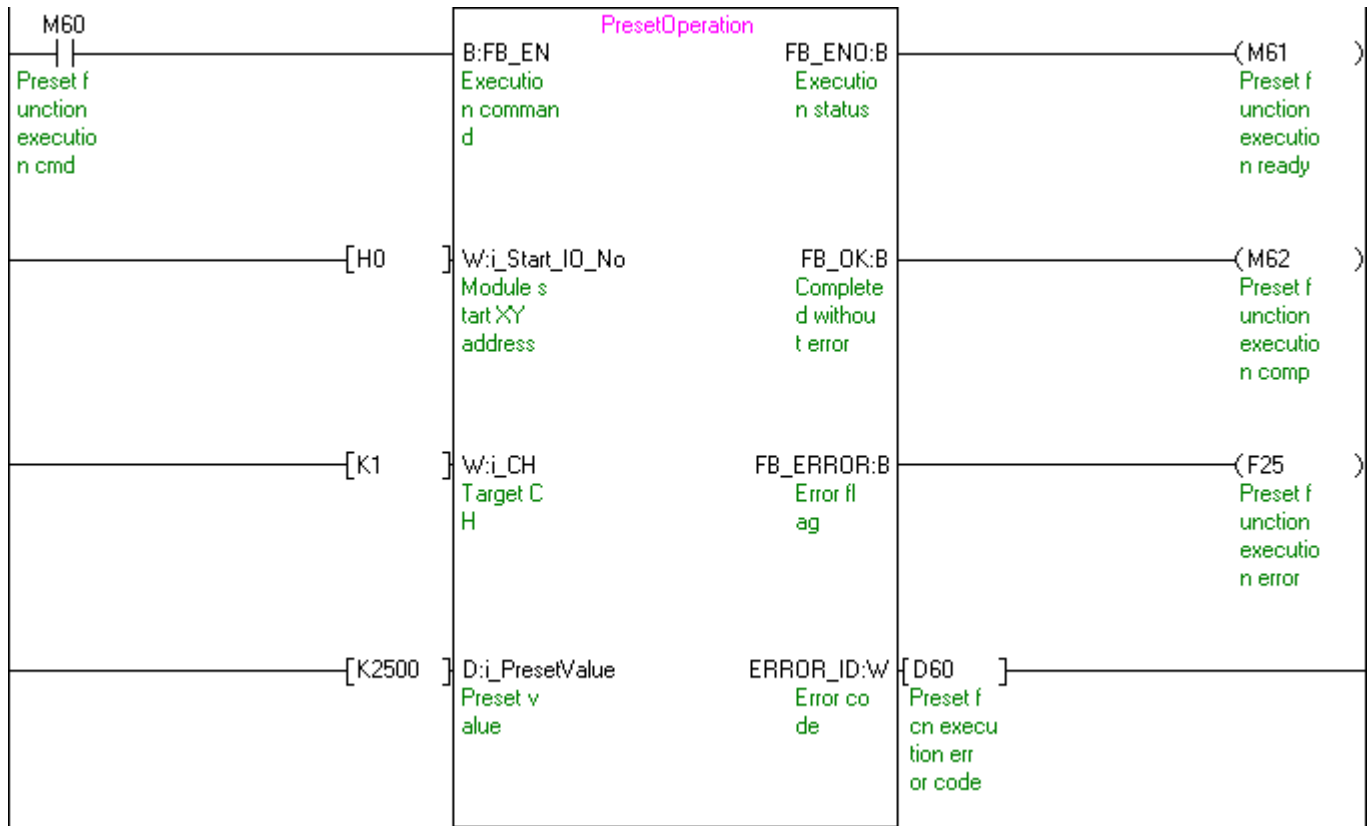 M60
PresetOperation
B:FB_EN
FB_ENO:B
(M61 )
Preset f
unction
executio
n cmd
Executio
n comman
d
Executio
n status
Preset f
unction
executio
n ready
[H0 ]
W:i_Start_IO_No
FB_OK:B
(M62 )
Module s
tart XY
address
Complete
d withou
t error
Preset f
unction
executio
n comp
[K1 ]
W:i_CH
FB_ERROR:B
(F25 )
Target C
H
Error fl
ag
Preset f
unction
executio
n error
[K2500 ]
D:i_PresetValue
ERROR_ID:W
[D60 ]
Preset v
alue
Error co
de
Preset f
cn execu
tion err
or code